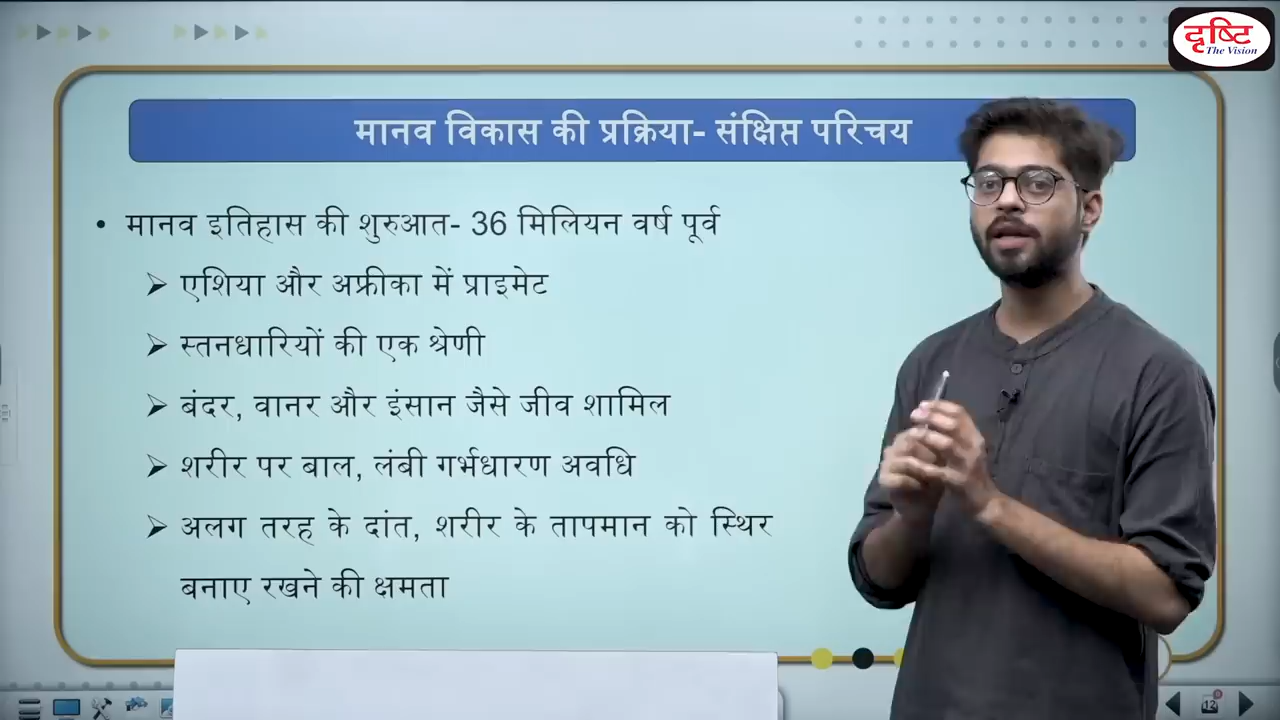 दृष्टि
The Vision
मानव विकास की प्रक्रिया- संक्षिप्त परिचय
• मानव इतिहास की शुरुआत- 36 मिलियन वर्ष पूर्व
➢ एशिया और अफ्रीका में प्राइमेट
➢ स्तनधारियों की एक श्रेणी
➢ बंदर, वानर और इंसान जैसे जीव शामिल
➢ शरीर पर बाल, लंबी गर्भधारण अवधि
➢ अलग तरह के दांत, शरीर के तापमान को स्थिर
बनाए रखने की क्षमता
12